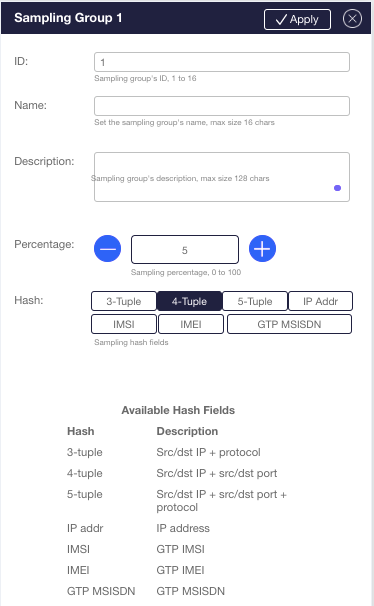 Sampling Group 1
Apply
ID:
1
Sampling group's ID, 1 to 16
Name:
Set the sampling group's name, max size 16 chars
Description:
Sampling group's description, max size 128 chars
Percentage:
5
Sampling percentage, 0 to 100
Hash:
3-Tuple 4-Tuple 5-Tuple IP Addr
IMSI IMEI GTP MSISDN
Sampling hash fields
Available Hash Fields
Hash Description
3-tuple Src/dst IP + protocol
4-tuple Src/dst IP + src/dst port
5-tuple Src/dst IP + src/dst port +
protocol
IP addr IP address
IMSI GTP IMSI
IMEI GTP IMEI
GTP MSISDN GTP MSISDN